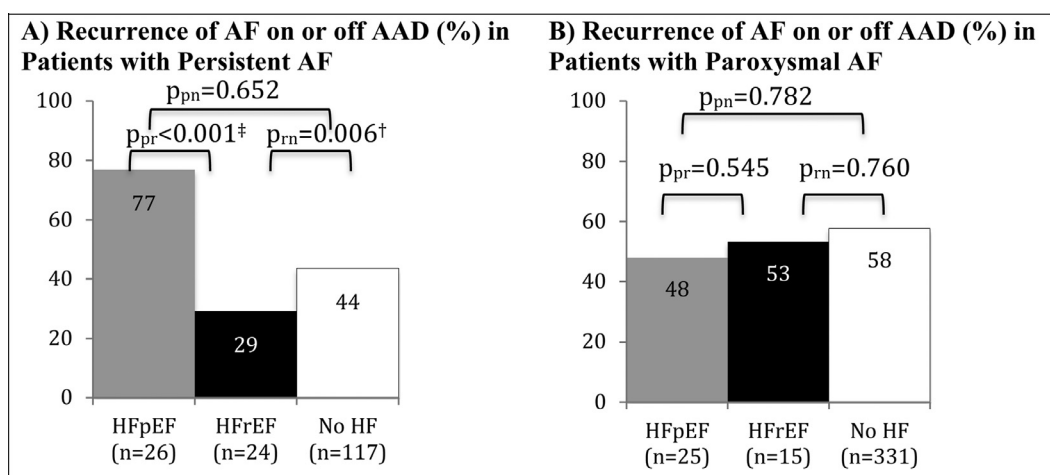 A) Recurrence of AF on or off AAD (%) in
Patients with Persistent AF
100
80
60
40
20
0
ppn=0.652
ppr<0.001‡
prn=0.006†
77
29
44
HFpEF
(n=26)
HFrEF
(n=24)
No HF
(n=117)
B) Recurrence of AF on or off AAD (%) in
Patients with Paroxysmal AF
100
80
60
40
20
0
ppn=0.782
ppr=0.545
prn=0.760
48
53
58
HFpEF
(n=25)
HFrEF
(n=15)
No HF
(n=331)